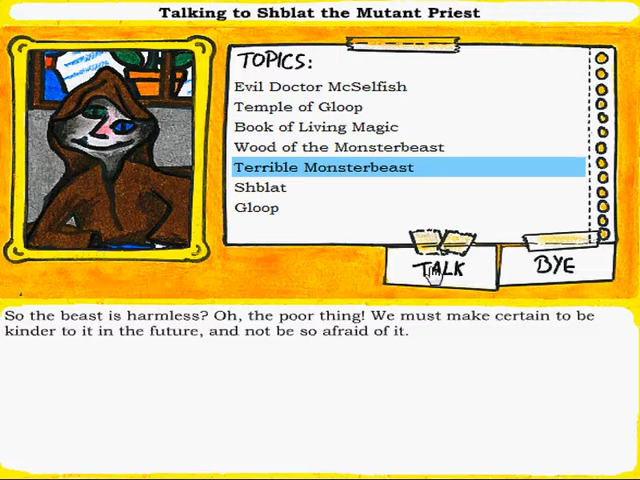 Talking to Shblat the Mutant Priest
TOPICS:
Evil Doctor McSelfish
Temple of Gloop
Book of Living Magic
Wood of the Monsterbeast
Terrible Monsterbeast
Shblat
Gloop
TALK
BYE
So the beast is harmless? Oh, the poor thing! We must make certain to be
kinder to it in the future, and not be so afraid of it.